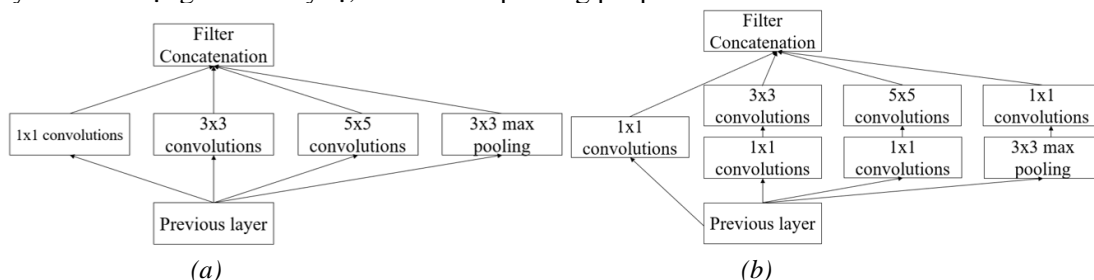 Filter
Concatenation
1x1 convolutions
3x3
convolutions
5x5
convolutions
3x3 max
pooling
Previous layer
(a)
Filter
Concatenation
1x1
convolutions
3x3
convolutions
5x5
convolutions
1x1
convolutions
1x1
convolutions
1x1
convolutions
3x3 max
pooling
Previous layer
(b)